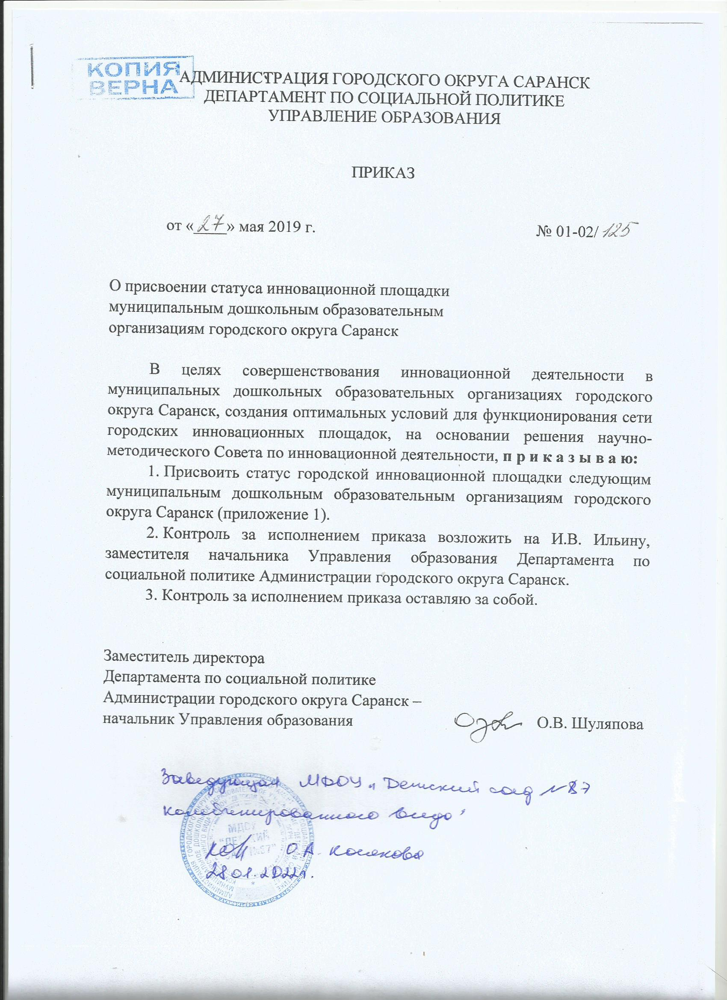 КОПИЯ
ВЕРНА
АДМИНИСТРАЦИЯ ГОРОДСКОГО ОКРУГА САРАНСК
ДЕПАРТАМЕНТ ПО СОЦИАЛЬНОЙ ПОЛИТИКЕ
УПРАВЛЕНИЕ ОБРАЗОВАНИЯ
ПРИКАЗ
от «27» мая 2019 г. № 01-02/125
О присвоении статуса инновационной площадки
муниципальным дошкольным образовательным
организациям городского округа Саранск
В целях совершенствования инновационной деятельности в
муниципальных дошкольных образовательных организациях городского
округа Саранск, создания оптимальных условий для функционирования сети
городских инновационных площадок, на основании решения научно-
методического Совета по инновационной деятельности, п р и к а з ы в а ю:
1. Присвоить статус городской инновационной площадки следующим
муниципальным дошкольным образовательным организациям городского
округа Саранск (приложение 1).
2. Контроль за исполнением приказа возложить на И.В. Ильину,
заместителя начальника Управления образования Департамента по
социальной политике Администрации городского округа Саранск.
3. Контроль за исполнением приказа оставляю за собой.
Заместитель директора
Департамента по социальной политике
Администрации городского округа Саранск –
начальник Управления образования О.В. Шуляпова
Заведующая МДОУ „Детский сад №87
комбинированного вида"
О.А.
28.01.2022г.
МДОУ
"ДЕТСКИЙ
САД №87"